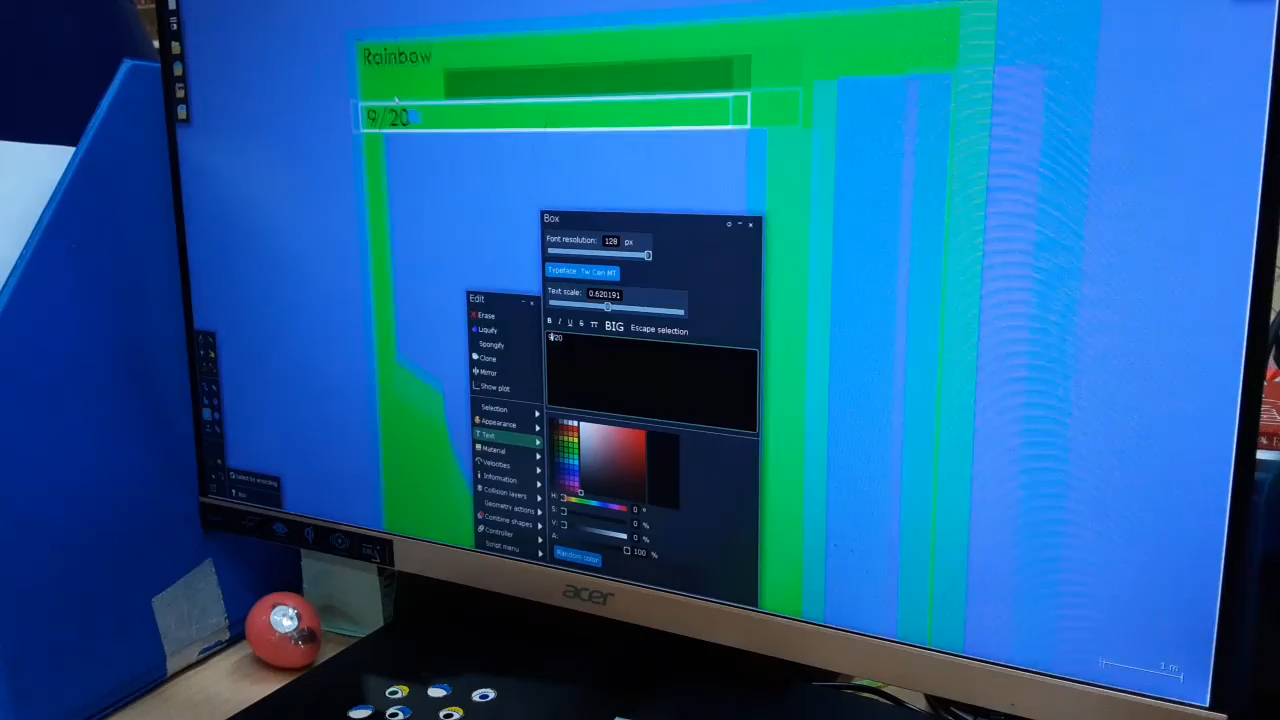 Rainbow
9/20
Box
Font resolution: 128 px
Typeface: Tw Cen MT
Text scale: 0.620191
B I U S TT BIG Escape selection
9/20
Edit
Erase
Liquify
Spongify
Clone
Mirror
Show plot
Selection
Appearance
Text
Material
Velocities
Information
Collision layers
Geometry actions
Combine shapes
Controller
Script menu
H: 0 °
S: 0 %
V: 0 %
A: 100 %
Random color
1 m
acer